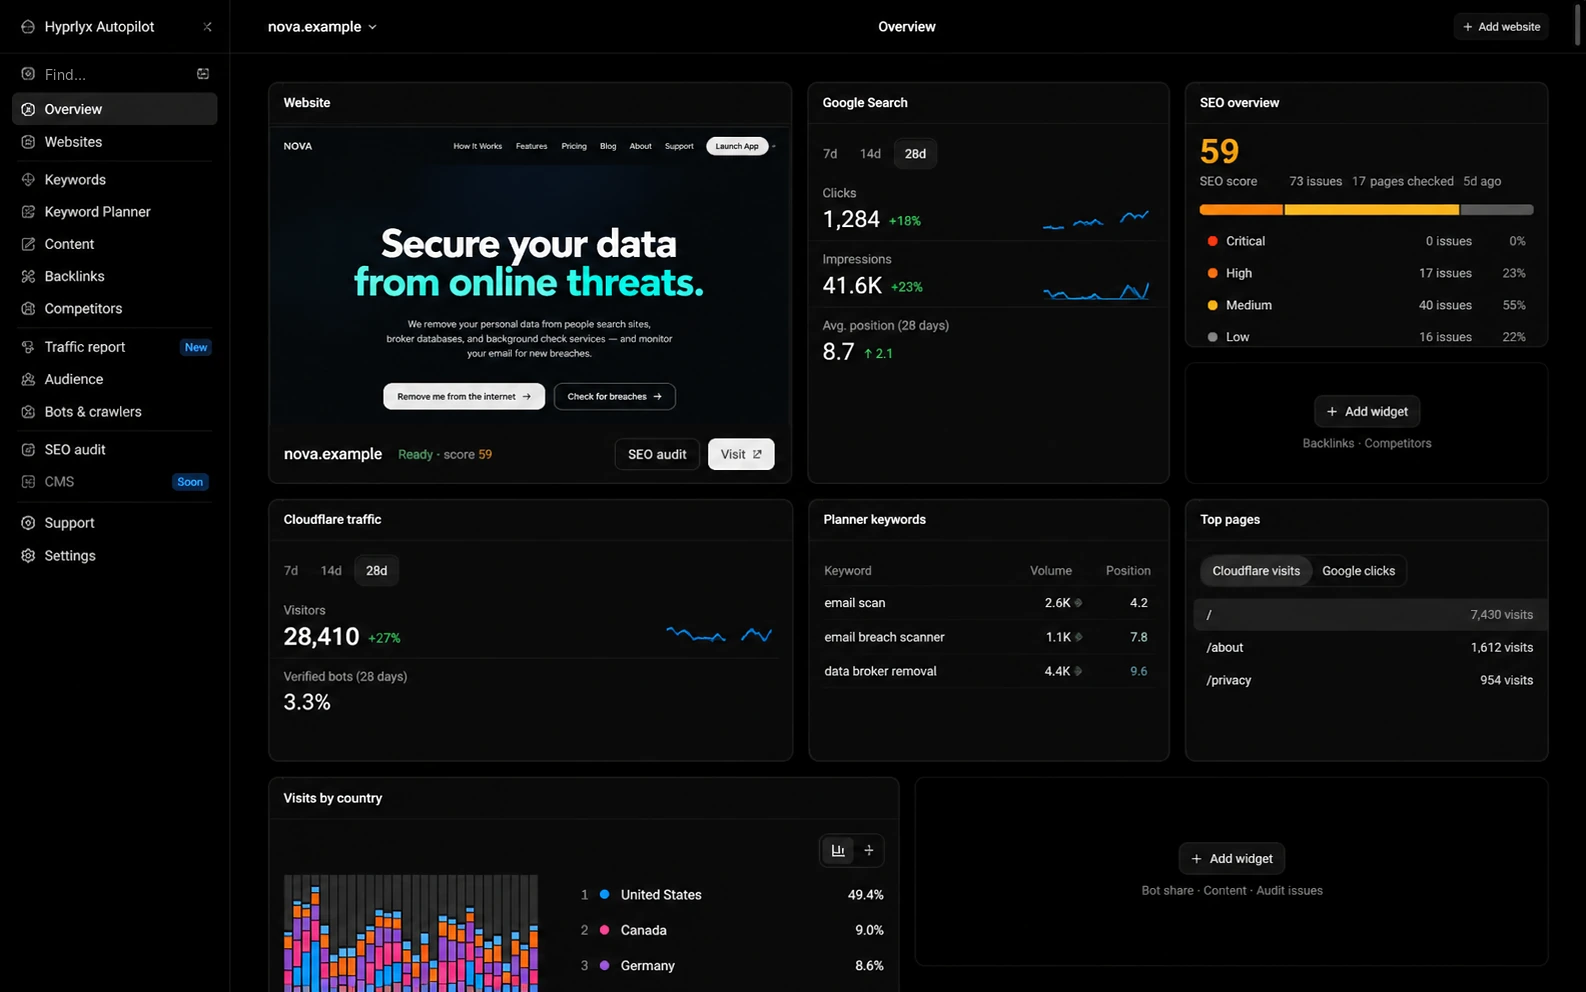 Hyprlyx Autopilot
Find...
Overview
Websites
Keywords
Keyword Planner
Content
Backlinks
Competitors
Traffic report New
Audience
Bots & crawlers
SEO audit
CMS Soon
Support
Settings
nova.example
Overview
+ Add website
Website
NOVA How It Works Features Pricing Blog About Support Launch App
Secure your data
from online threats.
We remove your personal data from people search sites,
broker databases, and background check services — and monitor
your email for new breaches.
Remove me from the internet →
Check for breaches →
nova.example Ready · score 59 SEO audit Visit
Google Search
7d 14d 28d
Clicks
1,284 +18%
Impressions
41.6K +23%
Avg. position (28 days)
8.7 ↑ 2.1
SEO overview
59
SEO score 73 issues 17 pages checked 5d ago
Critical 0 issues 0%
High 17 issues 23%
Medium 40 issues 55%
Low 16 issues 22%
+ Add widget
Backlinks · Competitors
Cloudflare traffic
7d 14d 28d
Visitors
28,410 +27%
Verified bots (28 days)
3.3%
Planner keywords
Keyword Volume Position
email scan 2.6K 4.2
email breach scanner 1.1K 7.8
data broker removal 4.4K 9.6
Top pages
Cloudflare visits Google clicks
/ 7,430 visits
/about 1,612 visits
/privacy 954 visits
Visits by country
1 United States 49.4%
2 Canada 9.0%
3 Germany 8.6%
+ Add widget
Bot share · Content · Audit issues